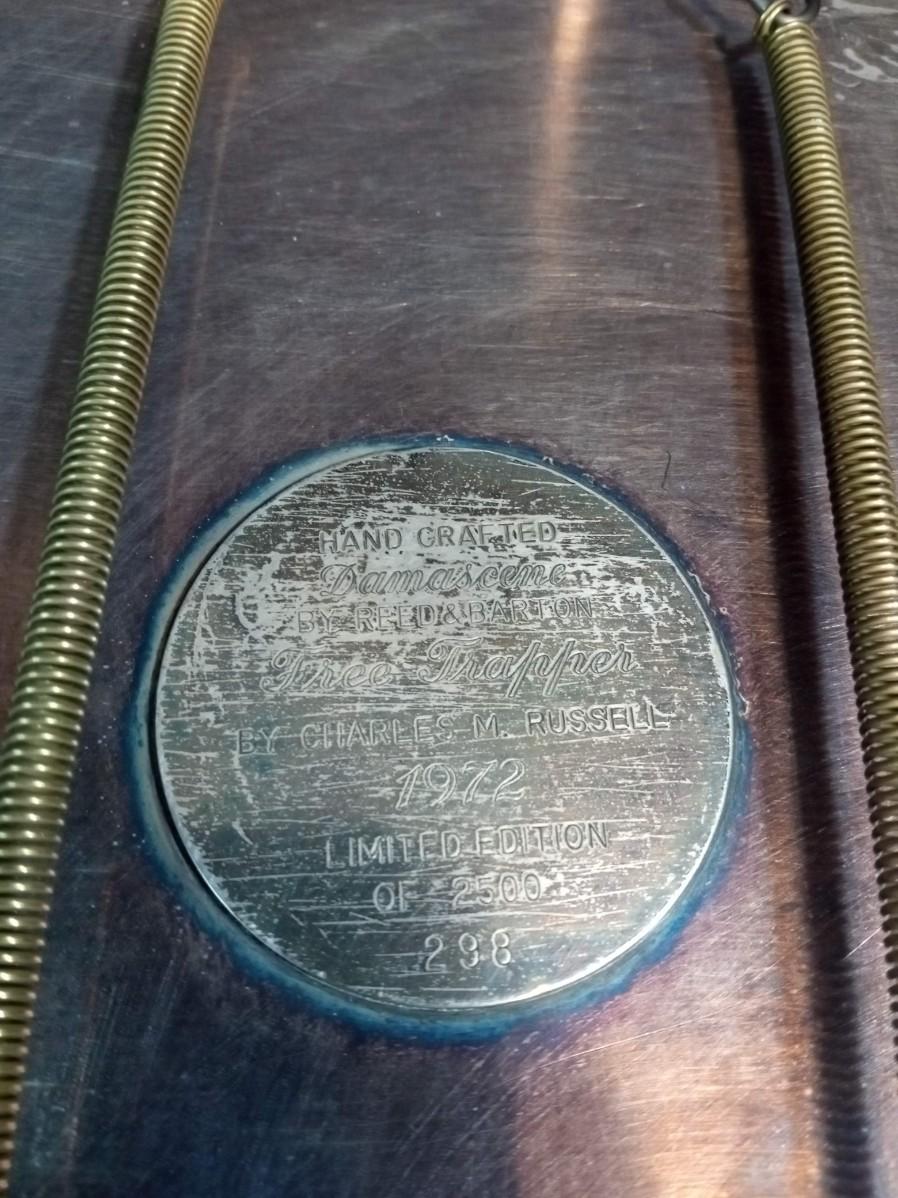 HAND CRAFTED
Damascene
BY REED & BARTON
Free Trapper
BY CHARLES M. RUSSELL
1972
LIMITED EDITION
OF 2500
298